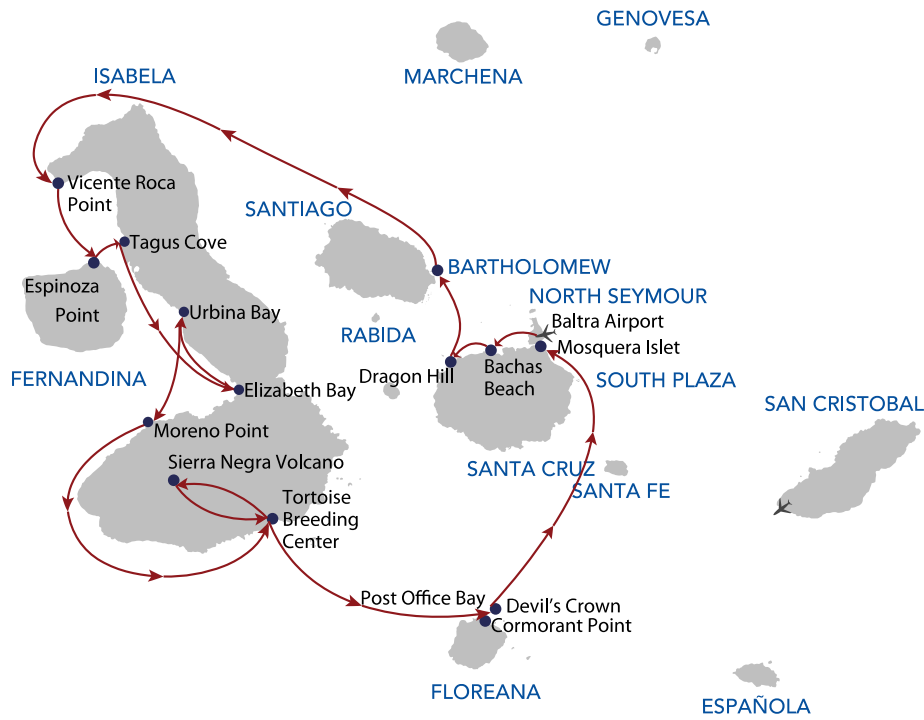 GENOVESA
MARCHENA
ISABELA
Vicente Roca
Point
SANTIAGO
Tagus Cove
BARTHOLOMEW
Espinoza
Point
NORTH SEYMOUR
Urbina Bay
Baltra Airport
RABIDA
Mosquera Islet
FERNANDINA
Dragon Hill
Bachas
Beach
SOUTH PLAZA
Elizabeth Bay
SAN CRISTOBAL
Moreno Point
Sierra Negra Volcano
SANTA CRUZ
SANTA FE
Tortoise
Breeding
Center
Post Office Bay
Devil's Crown
Cormorant Point
FLOREANA
ESPAÑOLA